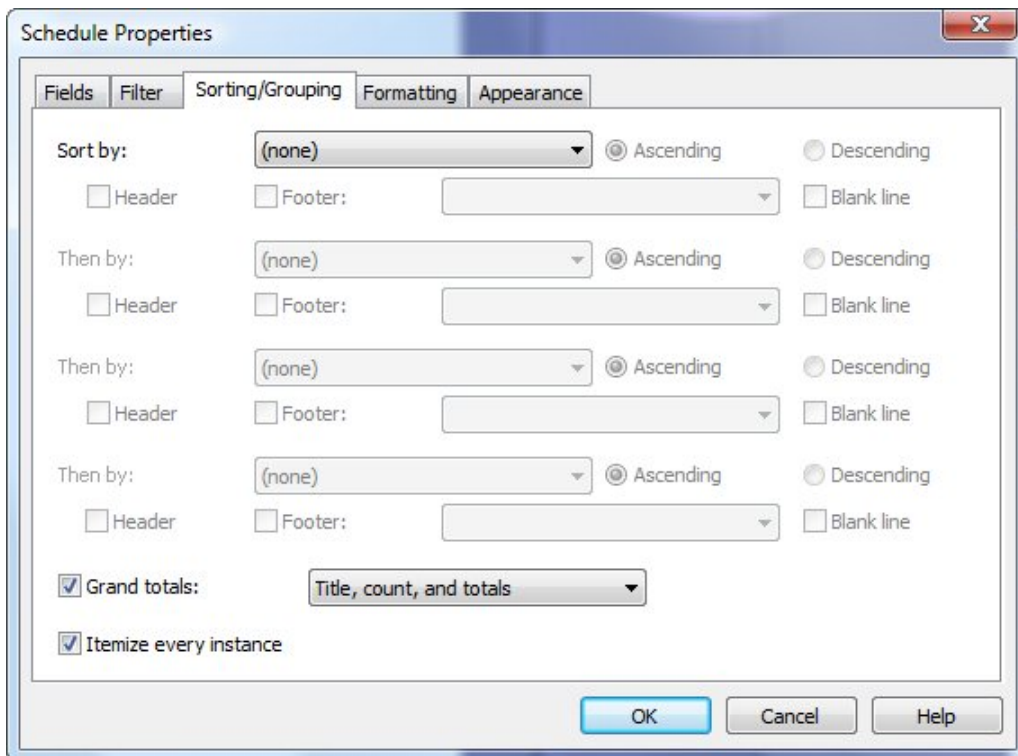 Schedule Properties
Fields Filter Sorting/Grouping Formatting Appearance
Sort by: (none) Ascending Descending
Header Footer: Blank line
Then by: (none) Ascending Descending
Header Footer: Blank line
Then by: (none) Ascending Descending
Header Footer: Blank line
Then by: (none) Ascending Descending
Header Footer: Blank line
Grand totals: Title, count, and totals
Itemize every instance
OK Cancel Help